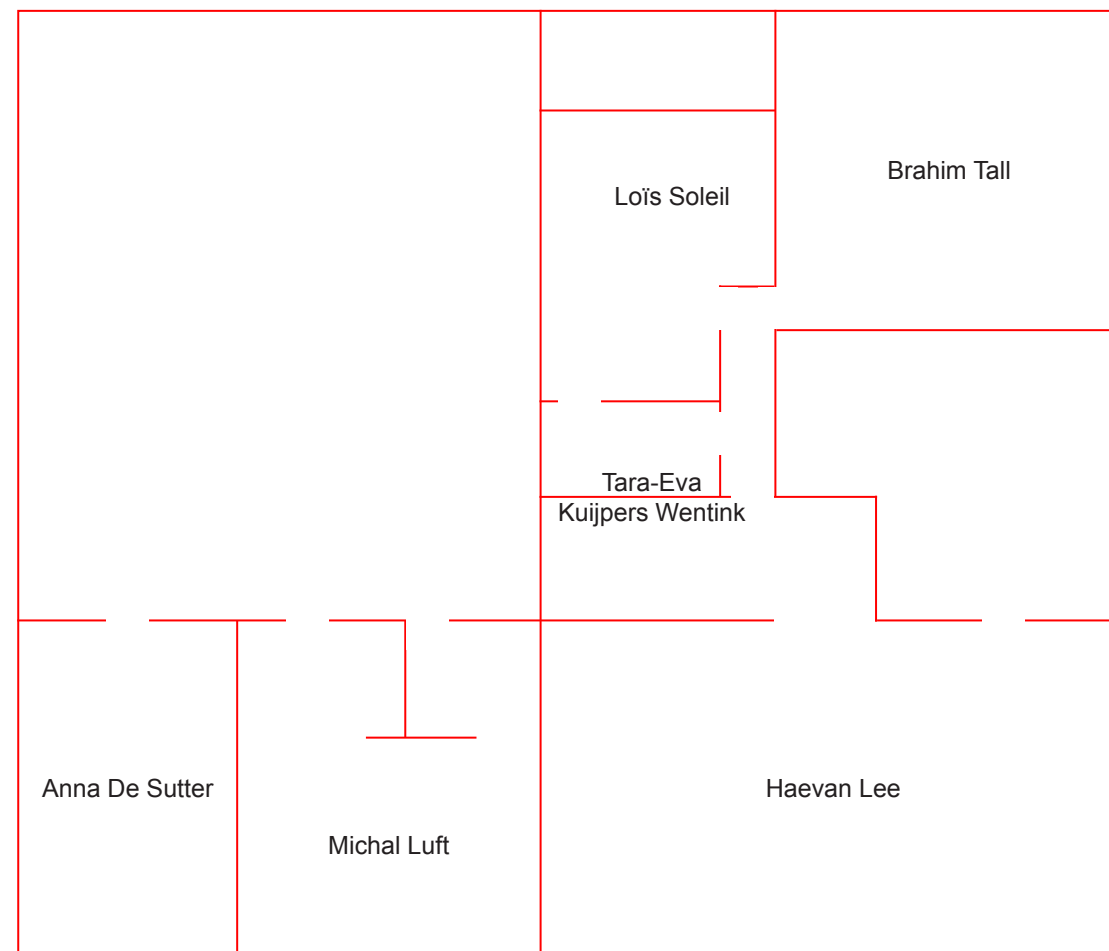 Brahim Tall
Loïs Soleil
Tara-Eva
Kuijpers Wentink
Anna De Sutter
Haevan Lee
Michal Luft